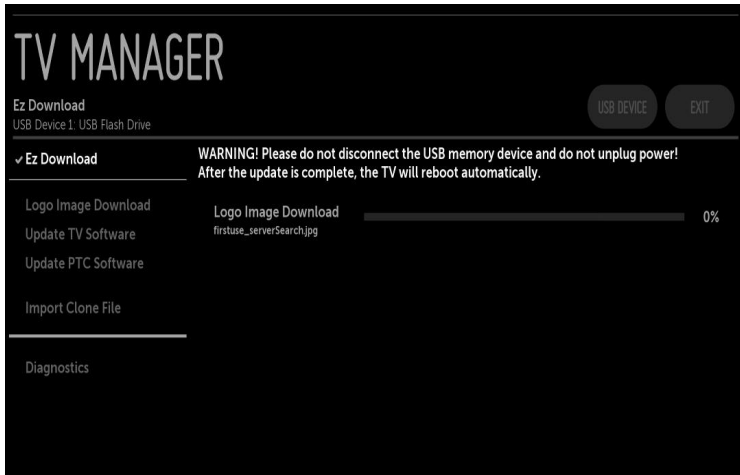 TV MANAGER
Ez Download
USB Device 1: USB Flash Drive
USB DEVICE
EXIT
Ez Download
Logo Image Download
Update TV Software
Update PTC Software
Import Clone File
Diagnostics
WARNING! Please do not disconnect the USB memory device and do not unplug power!
After the update is complete, the TV will reboot automatically.
Logo Image Download
0%
firstuse_serverSearch.jpg